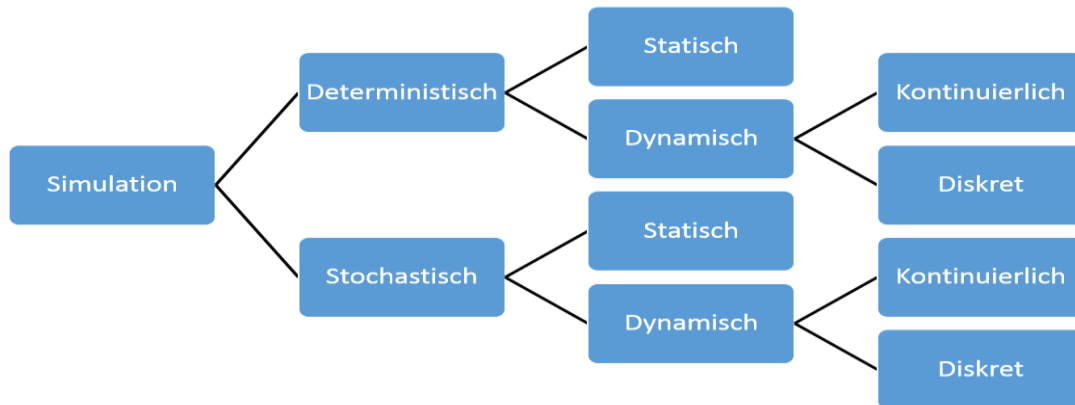 Simulation
Deterministisch
Statisch
Dynamisch
Kontinuierlich
Diskret
Stochastisch
Statisch
Dynamisch
Kontinuierlich
Diskret